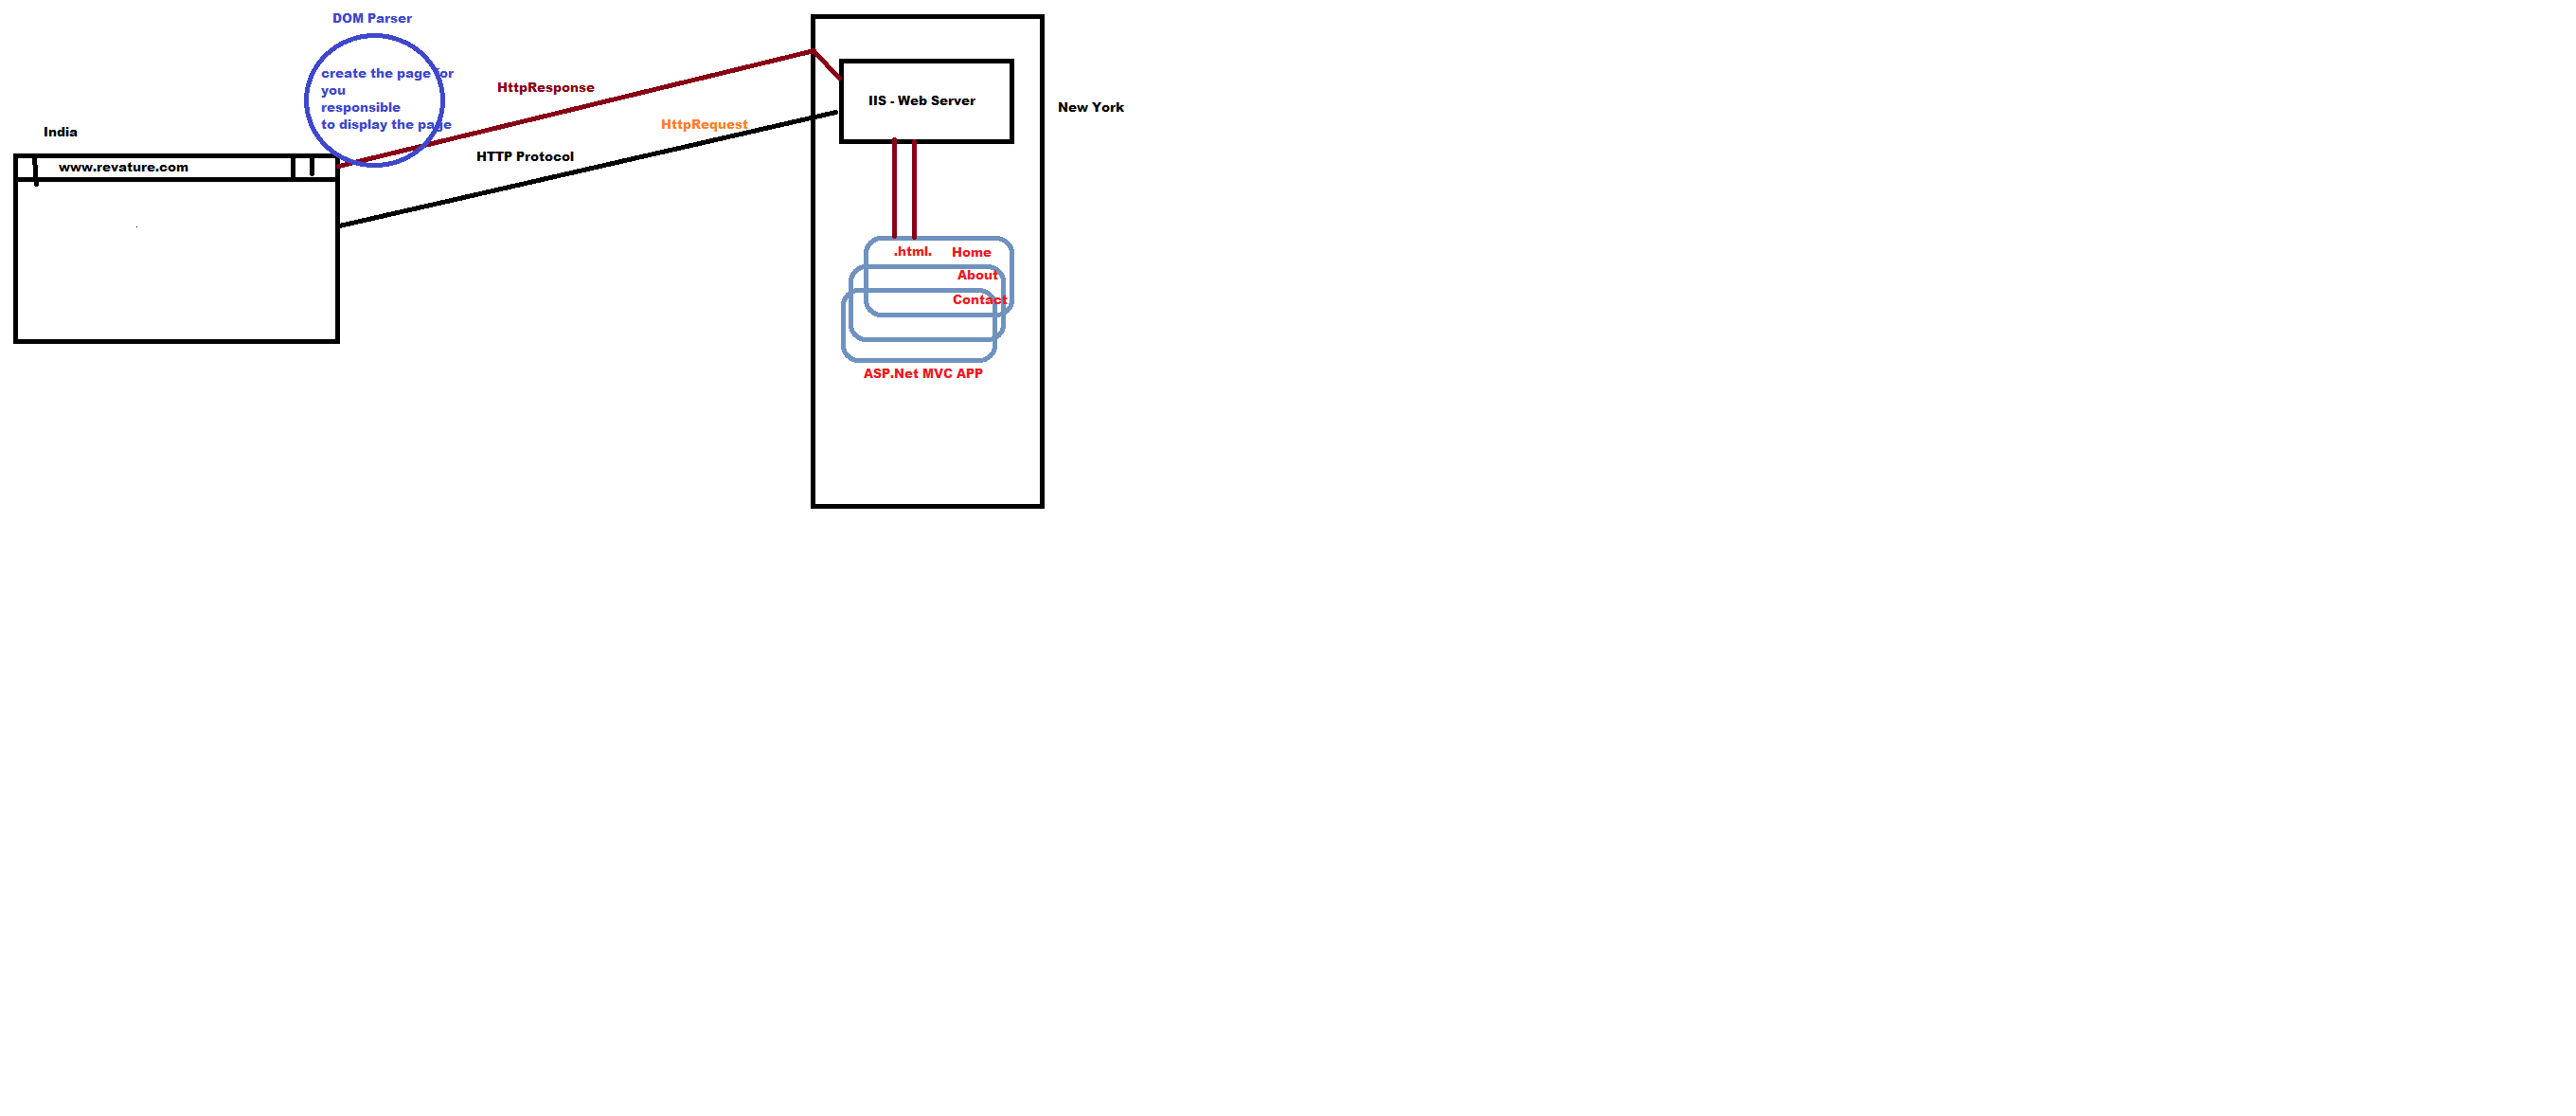 DOM Parser
create the page for
you
responsible
to display the page
HttpResponse
IIS - Web Server
New York
HttpRequest
India
HTTP Protocol
www.revature.com
.html. Home
About
Contact
ASP.Net MVC APP